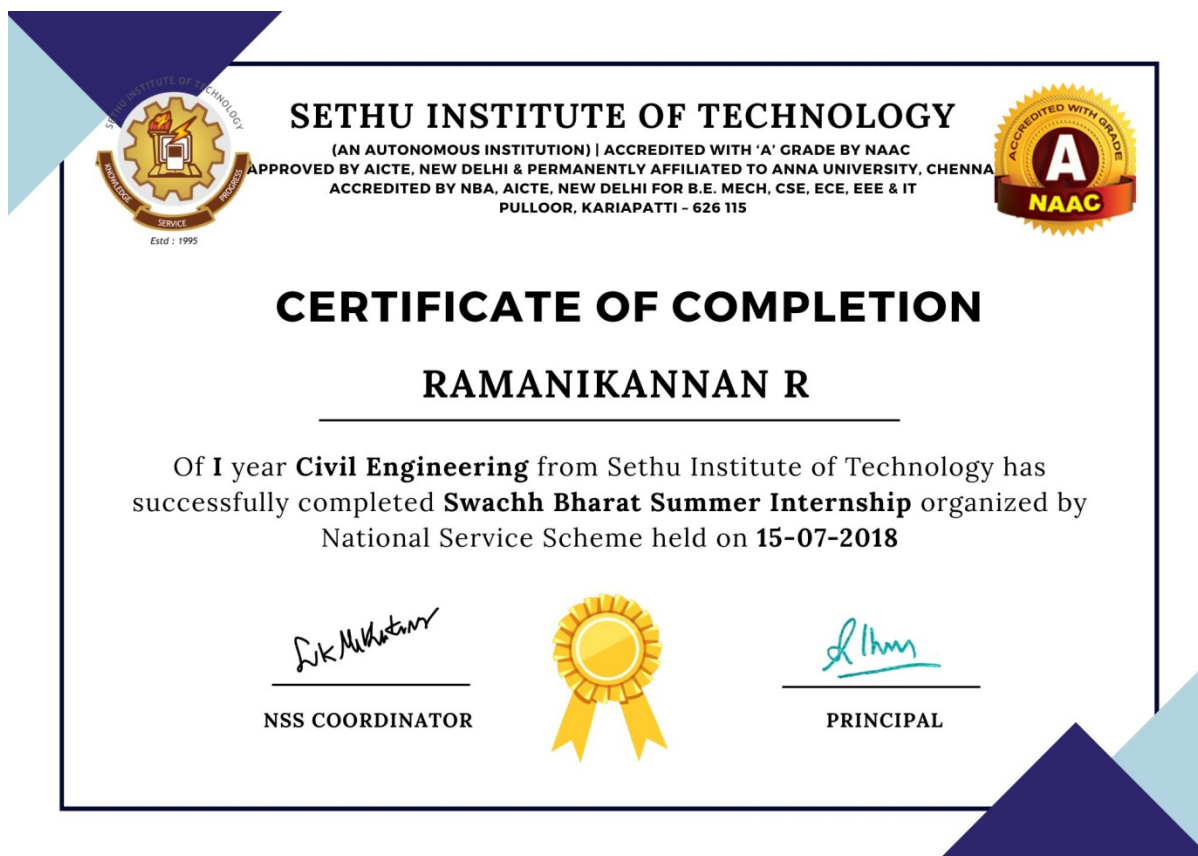 SETHU INSTITUTE OF TECHNOLOGY
KNOWLEDGE
SERVICE
PROGRESS
Estd : 1995
SETHU INSTITUTE OF TECHNOLOGY
(AN AUTONOMOUS INSTITUTION) | ACCREDITED WITH ‘A’ GRADE BY NAAC
APPROVED BY AICTE, NEW DELHI & PERMANENTLY AFFILIATED TO ANNA UNIVERSITY, CHENNA
ACCREDITED BY NBA, AICTE, NEW DELHI FOR B.E. MECH, CSE, ECE, EEE & IT
PULLOOR, KARIAPATTI – 626 115
ACCREDITED WITH GRADE
A
NAAC
CERTIFICATE OF COMPLETION
RAMANIKANNAN R
Of I year Civil Engineering from Sethu Institute of Technology has
successfully completed Swachh Bharat Summer Internship organized by
National Service Scheme held on 15-07-2018
NSS COORDINATOR
PRINCIPAL